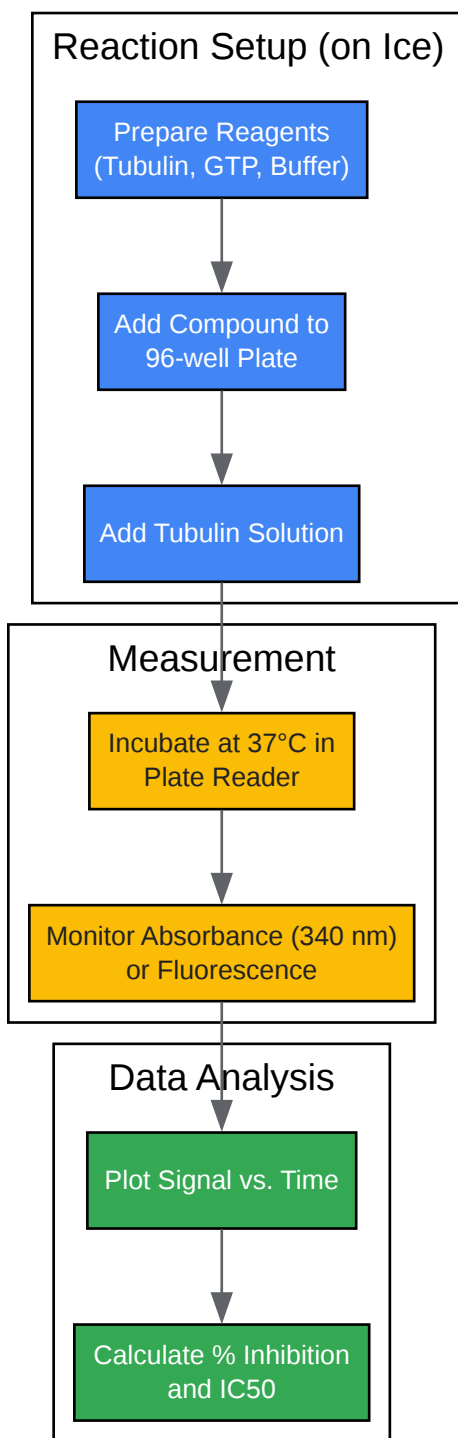 Reaction Setup (on Ice)
Prepare Reagents
(Tubulin, GTP, Buffer)
Add Compound to
96-well Plate
Add Tubulin Solution
Measurement
Incubate at 37°C in
Plate Reader
Monitor Absorbance (340 nm)
or Fluorescence
Data Analysis
Plot Signal vs. Time
Calculate % Inhibition
and IC50